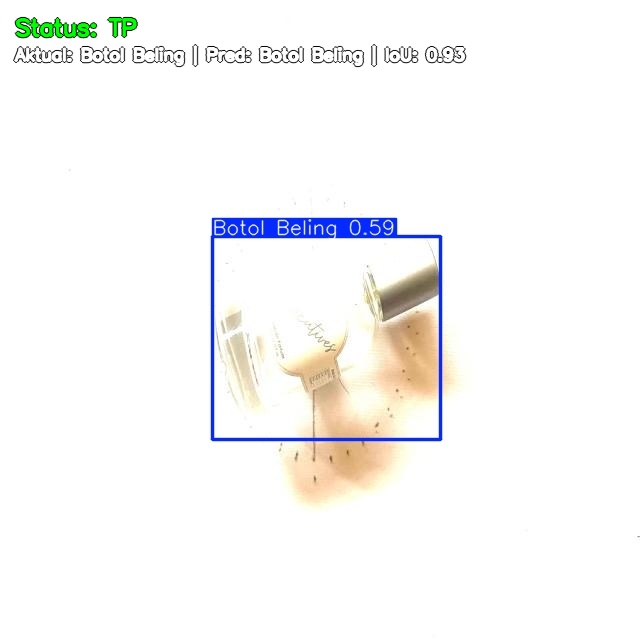 Status: TP
Aktual: Botol Beling | Pred: Botol Beling | IoU: 0.93
Botol Beling 0.59